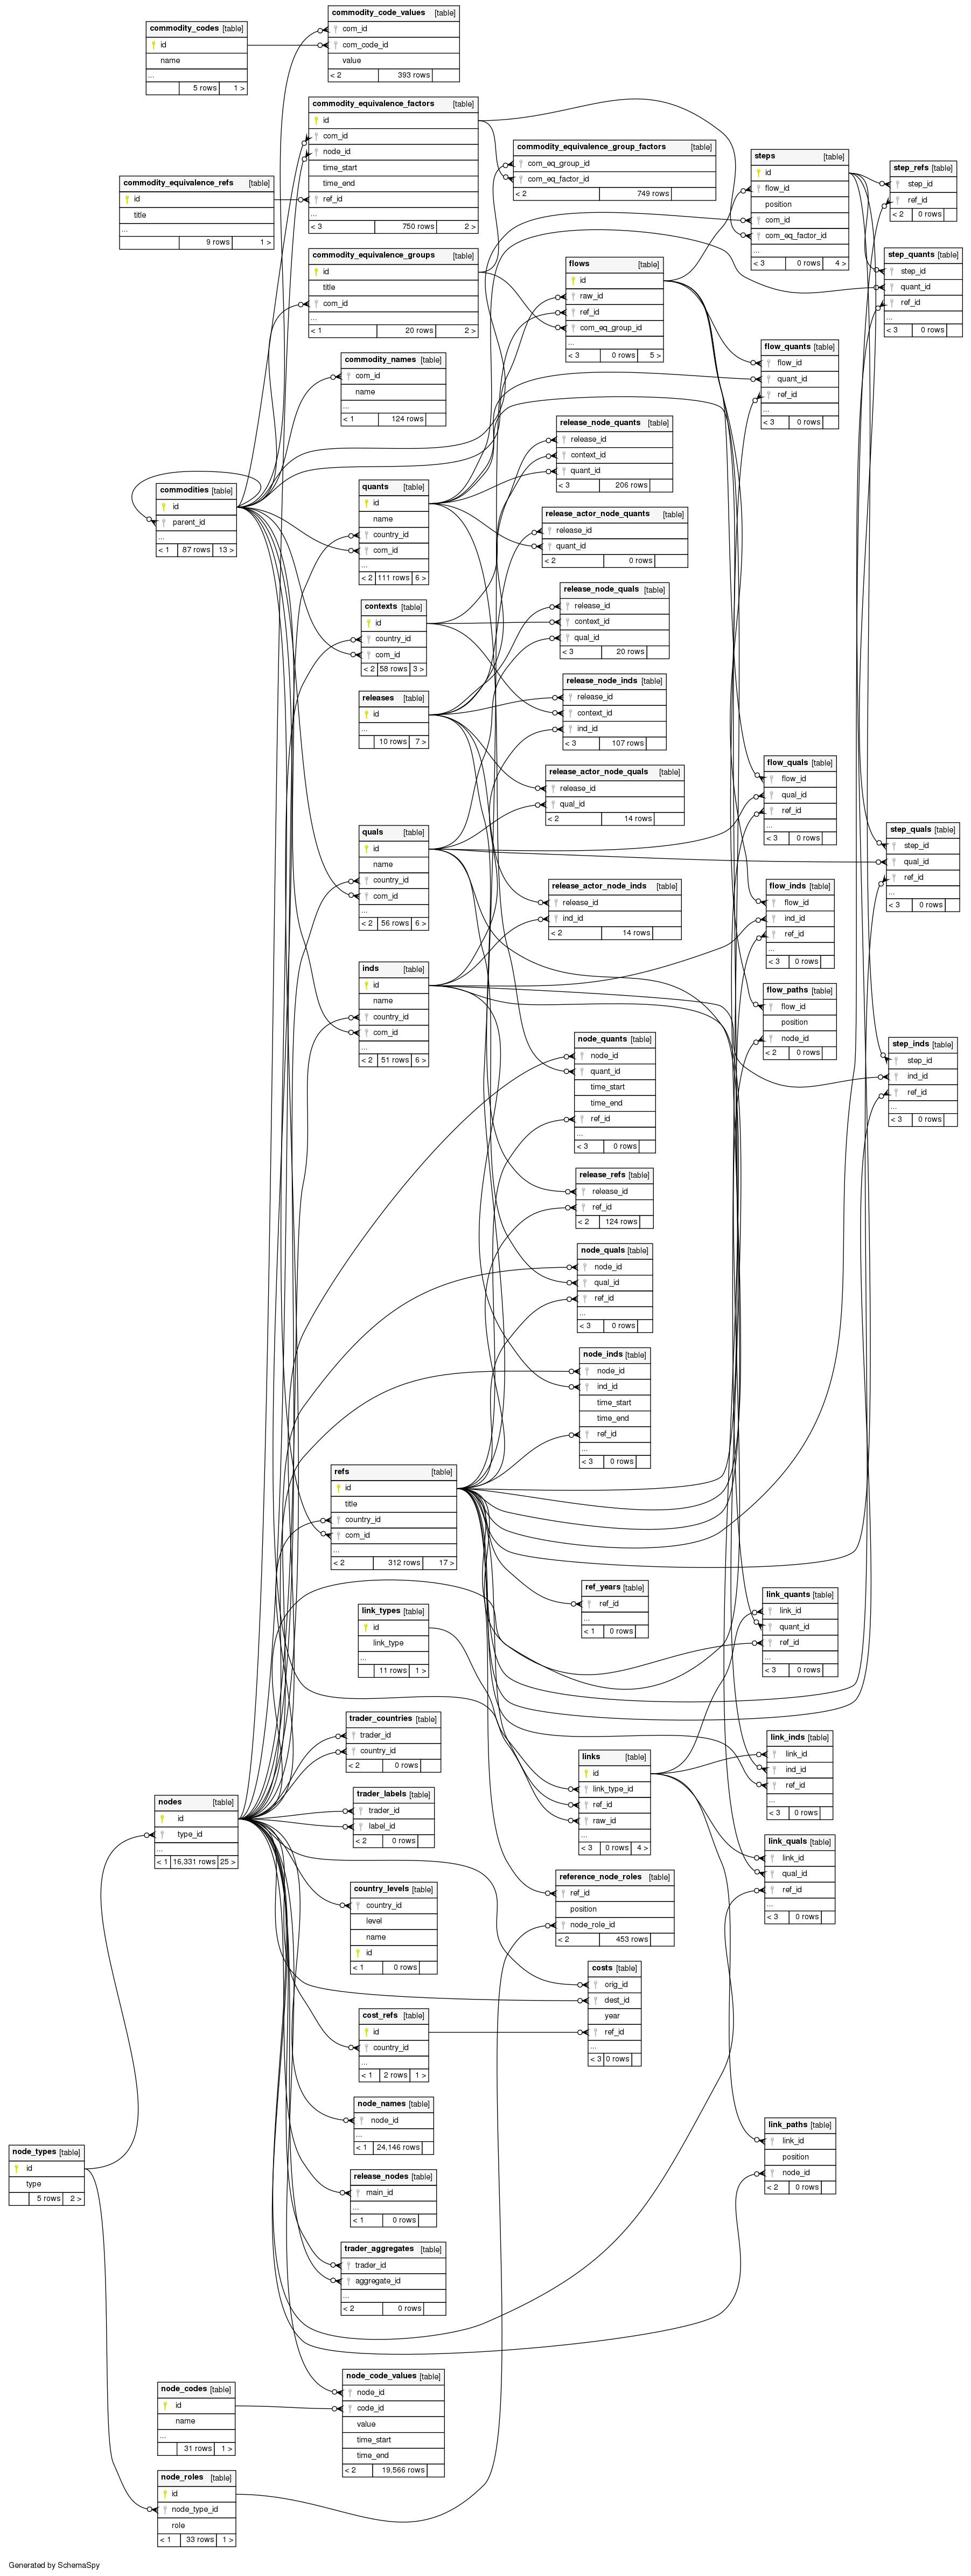 commodity_codes [table]
id
name
...
5 rows 1 >
commodity_code_values [table]
com_id
com_code_id
value
< 2 393 rows
commodity_equivalence_factors [table]
id
com_id
node_id
time_start
time_end
ref_id
...
< 3 750 rows 2 >
commodity_equivalence_group_factors [table]
com_eq_group_id
com_eq_factor_id
< 2 749 rows
steps [table]
id
flow_id
position
com_id
com_eq_factor_id
...
< 3 0 rows 4 >
step_refs [table]
step_id
ref_id
< 2 0 rows
commodity_equivalence_refs [table]
id
title
...
9 rows 1 >
commodity_equivalence_groups [table]
id
title
com_id
...
< 1 20 rows 2 >
flows [table]
id
raw_id
ref_id
com_eq_group_id
...
< 3 0 rows 5 >
step_quants [table]
step_id
quant_id
ref_id
...
< 3 0 rows
flow_quants [table]
flow_id
quant_id
ref_id
...
< 3 0 rows
commodity_names [table]
com_id
name
...
< 1 124 rows
release_node_quants [table]
release_id
context_id
quant_id
< 3 206 rows
commodities [table]
id
parent_id
...
< 1 87 rows 13 >
quants [table]
id
name
country_id
com_id
...
< 2 111 rows 6 >
release_actor_node_quants [table]
release_id
quant_id
< 2 0 rows
contexts [table]
id
country_id
com_id
< 2 58 rows 3 >
release_node_quals [table]
release_id
context_id
qual_id
< 3 20 rows
releases [table]
id
...
10 rows 7 >
release_node_inds [table]
release_id
context_id
ind_id
< 3 107 rows
release_actor_node_quals [table]
release_id
qual_id
< 2 14 rows
flow_quals [table]
flow_id
qual_id
ref_id
...
< 3 0 rows
quals [table]
id
name
country_id
com_id
...
< 2 56 rows 6 >
step_quals [table]
step_id
qual_id
ref_id
...
< 3 0 rows
release_actor_node_inds [table]
release_id
ind_id
< 2 14 rows
flow_inds [table]
flow_id
ind_id
ref_id
...
< 3 0 rows
inds [table]
id
name
country_id
com_id
...
< 2 51 rows 6 >
flow_paths [table]
flow_id
position
node_id
< 2 0 rows
node_quants [table]
node_id
quant_id
time_start
time_end
ref_id
...
< 3 0 rows
step_inds [table]
step_id
ind_id
ref_id
...
< 3 0 rows
release_refs [table]
release_id
ref_id
< 2 124 rows
node_quals [table]
node_id
qual_id
ref_id
...
< 3 0 rows
node_inds [table]
node_id
ind_id
time_start
time_end
ref_id
...
< 3 0 rows
refs [table]
id
title
country_id
com_id
...
< 2 312 rows 17 >
ref_years [table]
ref_id
...
< 1 0 rows
link_quants [table]
link_id
quant_id
ref_id
...
< 3 0 rows
link_types [table]
id
link_type
...
11 rows 1 >
trader_countries [table]
trader_id
country_id
< 2 0 rows
link_inds [table]
link_id
ind_id
ref_id
...
< 3 0 rows
links [table]
id
link_type_id
ref_id
raw_id
...
< 3 0 rows 4 >
trader_labels [table]
trader_id
label_id
< 2 0 rows
nodes [table]
id
type_id
...
< 1 16,331 rows 25 >
link_quals [table]
link_id
qual_id
ref_id
...
< 3 0 rows
reference_node_roles [table]
ref_id
position
node_role_id
< 2 453 rows
country_levels [table]
country_id
level
name
id
< 1 0 rows
costs [table]
orig_id
dest_id
year
ref_id
...
< 3 0 rows
cost_refs [table]
id
country_id
...
< 1 2 rows 1 >
node_names [table]
node_id
...
< 1 24,146 rows
link_paths [table]
link_id
position
node_id
< 2 0 rows
node_types [table]
id
type
5 rows 2 >
release_nodes [table]
main_id
...
< 1 0 rows
trader_aggregates [table]
trader_id
aggregate_id
...
< 2 0 rows
node_codes [table]
id
name
...
31 rows 1 >
node_code_values [table]
node_id
code_id
value
time_start
time_end
< 2 19,566 rows
node_roles [table]
id
node_type_id
role
< 1 33 rows 1 >
Generated by SchemaSpy